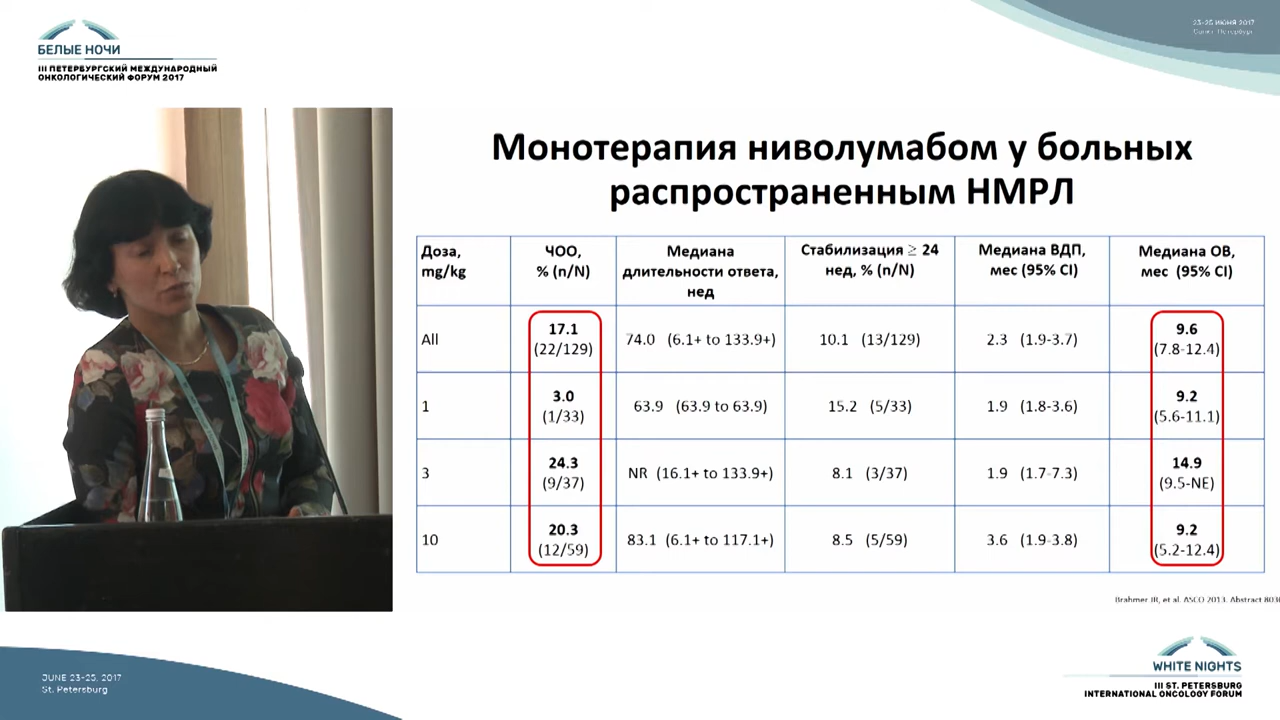 БЕЛЫЕ НОЧИ
III ПЕТЕРБУРГСКИЙ МЕЖДУНАРОДНЫЙ
ОНКОЛОГИЧЕСКИЙ ФОРУМ 2017
23-25 ИЮНЯ 2017
Санкт-Петербург
Монотерапия ниволумабом у больных
распространенным НМРЛ
Доза,
mg/kg
ЧОО,
% (n/N)
Медиана
длительности ответа,
нед
Стабилизация ≥ 24
нед, % (n/N)
Медиана ВДП,
мес (95% CI)
Медиана ОВ,
мес (95% CI)
All
17.1
(22/129)
74.0 (6.1+ to 133.9+)
10.1 (13/129)
2.3 (1.9-3.7)
9.6
(7.8-12.4)
1
3.0
(1/33)
63.9 (63.9 to 63.9)
15.2 (5/33)
1.9 (1.8-3.6)
9.2
(5.6-11.1)
3
24.3
(9/37)
NR (16.1+ to 133.9+)
8.1 (3/37)
1.9 (1.7-7.3)
14.9
(9.5-NE)
10
20.3
(12/59)
83.1 (6.1+ to 117.1+)
8.5 (5/59)
3.6 (1.9-3.8)
9.2
(5.2-12.4)
Brahmer JR, et al. ASCO 2013. Abstract 8030
JUNE 23-25, 2017
St. Petersburg
WHITE NIGHTS
III ST. PETERSBURG
INTERNATIONAL ONCOLOGY FORUM